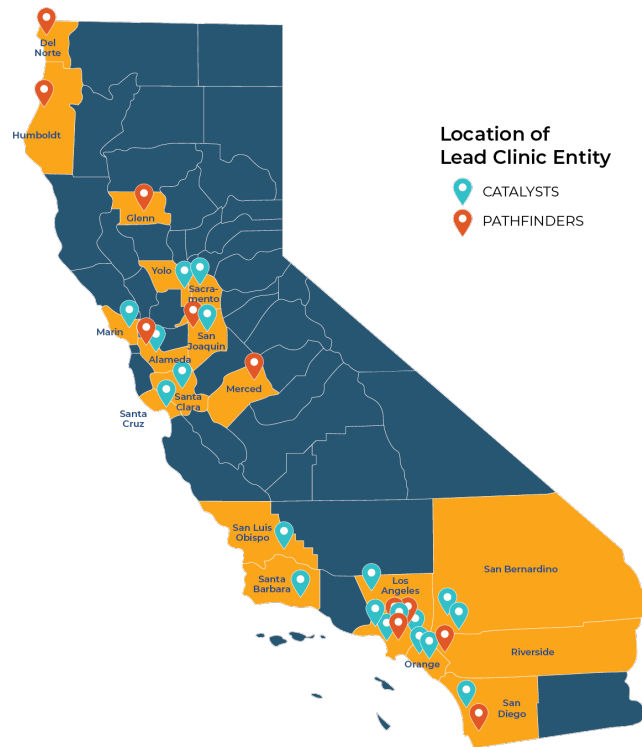 Del
Norte
Humboldt
Location of
Lead Clinic Entity
CATALYSTS
PATHFINDERS
Glenn
Yolo
Sacra-
mento
Marin
San
Joaquin
Alameda
Merced
Santa
Clara
Santa
Cruz
San Luis
Obispo
Santa
Barbara
Los
Angeles
San Bernardino
Orange
Riverside
San
Diego